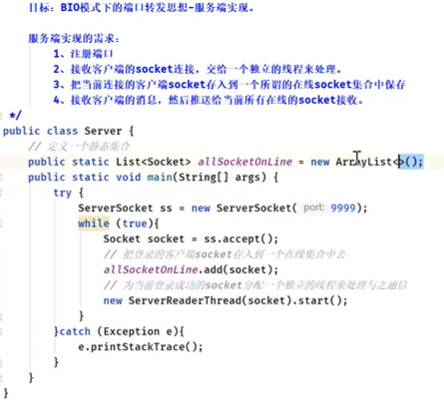 目标: BIO模式下的端口转发思想-服务端实现。
服务端实现的需求:
1、注册端口
2、接收客户端的socket连接，交给一个独立的线程来处理。
3、把当前连接的客户端socket存入到一个所谓的在线socket集合中保存
4、接收客户端的消息，然后推送给当前所有在线的socket接收。
*/
public class Server {
// 定义一个静态集合
public static List<Socket> allSocketOnLine = new ArrayList<>();
public static void main(String[] args) {
try {
ServerSocket ss = new ServerSocket( port: 9999);
while (true){
Socket socket = ss.accept();
// 把登录的客户端socket存入到一个在线集合中去
allSocketOnLine.add(socket);
// 为当前登录成功的socket分配一个独立的线程来处理与之通信
new ServerReaderThread(socket).start();
}
}catch (Exception e){
e.printStackTrace();
}
}
}